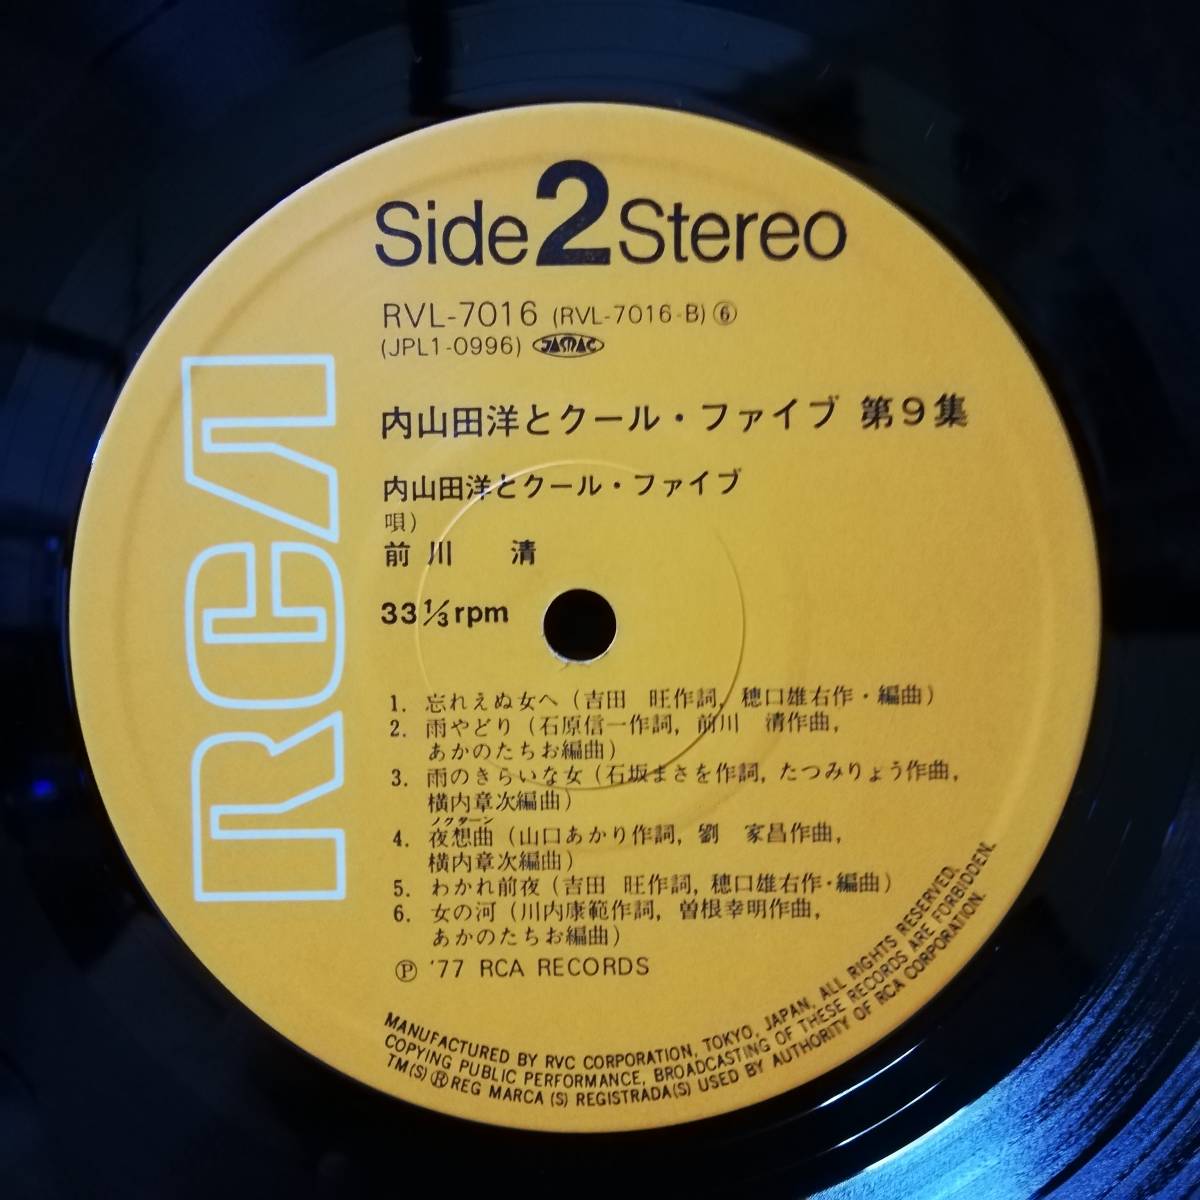 Side 2 Stereo
RVL-7016 (RVL-7016-B)⑥
(JPL1-0996) JASRAC
内山田洋とクール・ファイブ 第9集
内山田洋とクール・ファイブ
唄)
前川 清
33 1/3 rpm
RCA
1. 忘れえぬ女へ(吉田 旺作詞, 穂口雄右作・編曲)
2. 雨やどり(石原信一作詞, 前川 清作曲,
あかのたちお編曲)
3. 雨のきらいな女(石坂まさを作詞, たつみりょう作曲,
横内章次編曲)
ノクターン
4. 夜想曲(山口あかり作詞, 劉 家昌作曲,
横内章次編曲)
5. わかれ前夜(吉田 旺作詞, 穂口雄右作・編曲)
6. 女の河(川内康範作詞, 曽根幸明作曲,
あかのたちお編曲)
Ⓟ '77 RCA RECORDS
MANUFACTURED BY RVC CORPORATION, TOKYO, JAPAN, ALL RIGHTS RESERVED.
COPYING PUBLIC PERFORMANCE, BROADCASTING OF THESE RECORDS ARE FORBIDDEN.
TM(S) ® REG MARCA (S) REGISTRADA(S) USED BY AUTHORITY OF RCA CORPORATION.